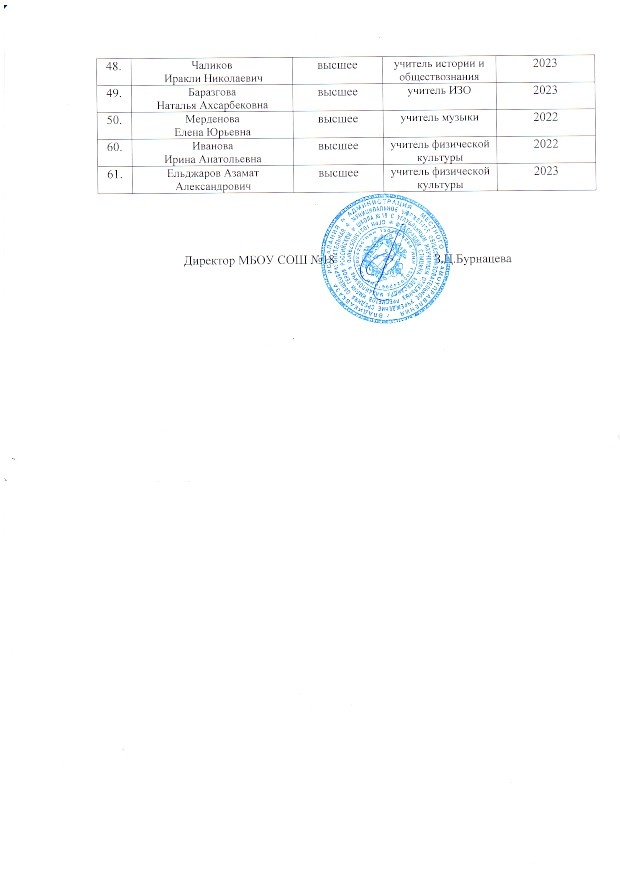 48. Чаликов высшее учитель истории и 2023
Иракли Николаевич обществознания
49. Баразгова высшее учитель ИЗО 2023
Наталья Ахсарбековна
50. Мерденова высшее учитель музыки 2022
Елена Юрьевна
60. Иванова высшее учитель физической 2022
Ирина Анатольевна культуры
61. Ельджаров Азамат высшее учитель физической 2023
Александрович культуры
Директор МБОУ СОШ №18 З.Ц.Бурнацева